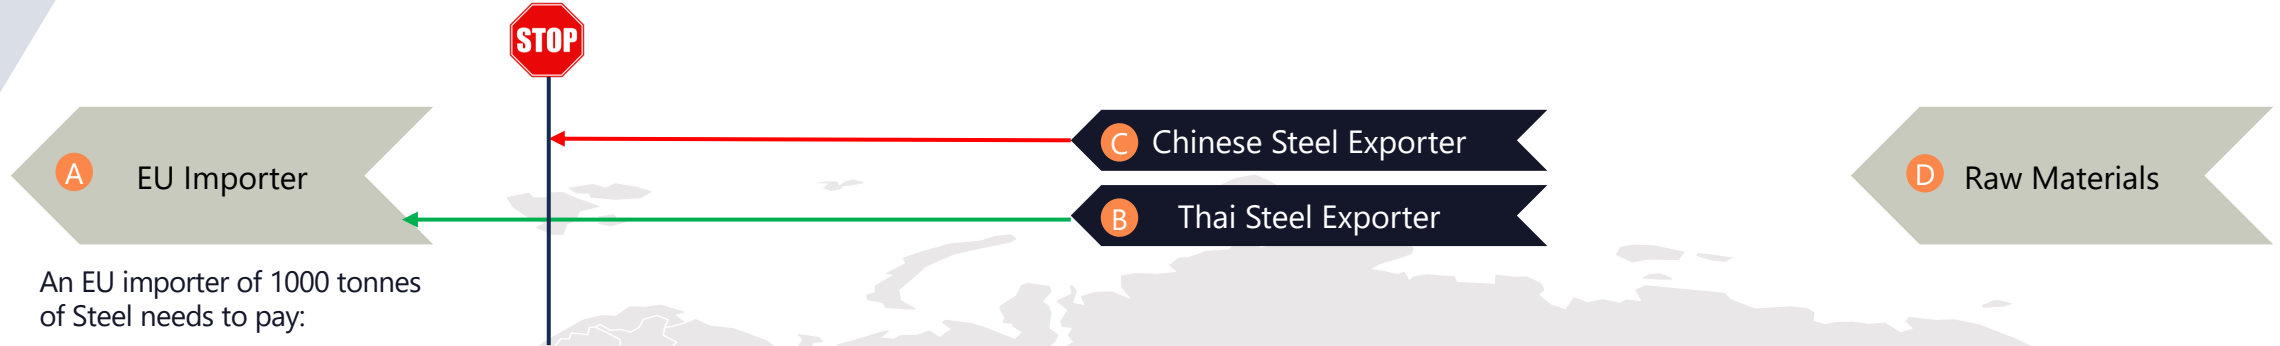 STOP
C Chinese Steel Exporter
A EU Importer
D Raw Materials
B Thai Steel Exporter
An EU importer of 1000 tonnes
of Steel needs to pay: